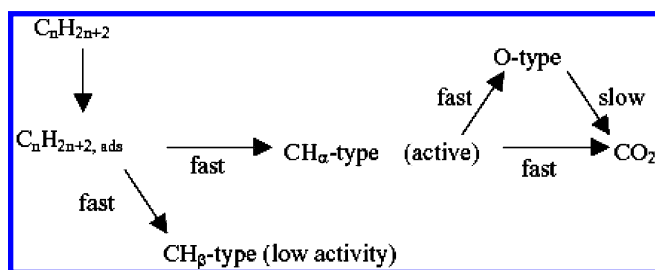 CₙH₂ₙ₊₂
O-type
fast
slow
CₙH₂ₙ₊₂, ads
fast
CHα-type (active)
fast
CO₂
fast
CHβ-type (low activity)